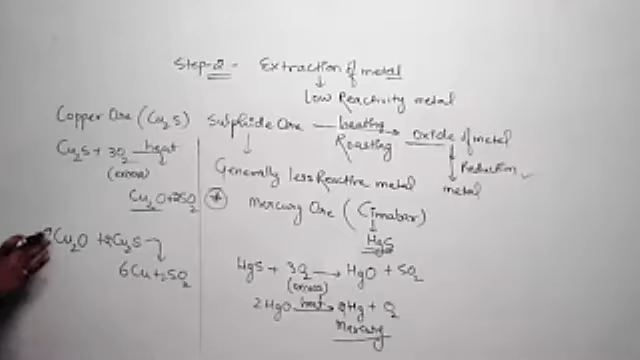 Step-2 - Extraction of metal
↓
Low Reactivity metal
Sulphide Ore —heating→ Oxide of metal
Roasting
↓ Reduction
metal
↓
Generally less Reactive metal
* Mercury Ore (Cinnabar)
↓
HgS
HgS + 3O2 → HgO + SO2
(excess)
2HgO —heat→ 2Hg + O2
Mercury
Copper Ore (Cu2S)
Cu2S + 3O2 —heat→
(excess)
Cu2O + 2SO2
Cu2O + Cu2S
6Cu + SO2